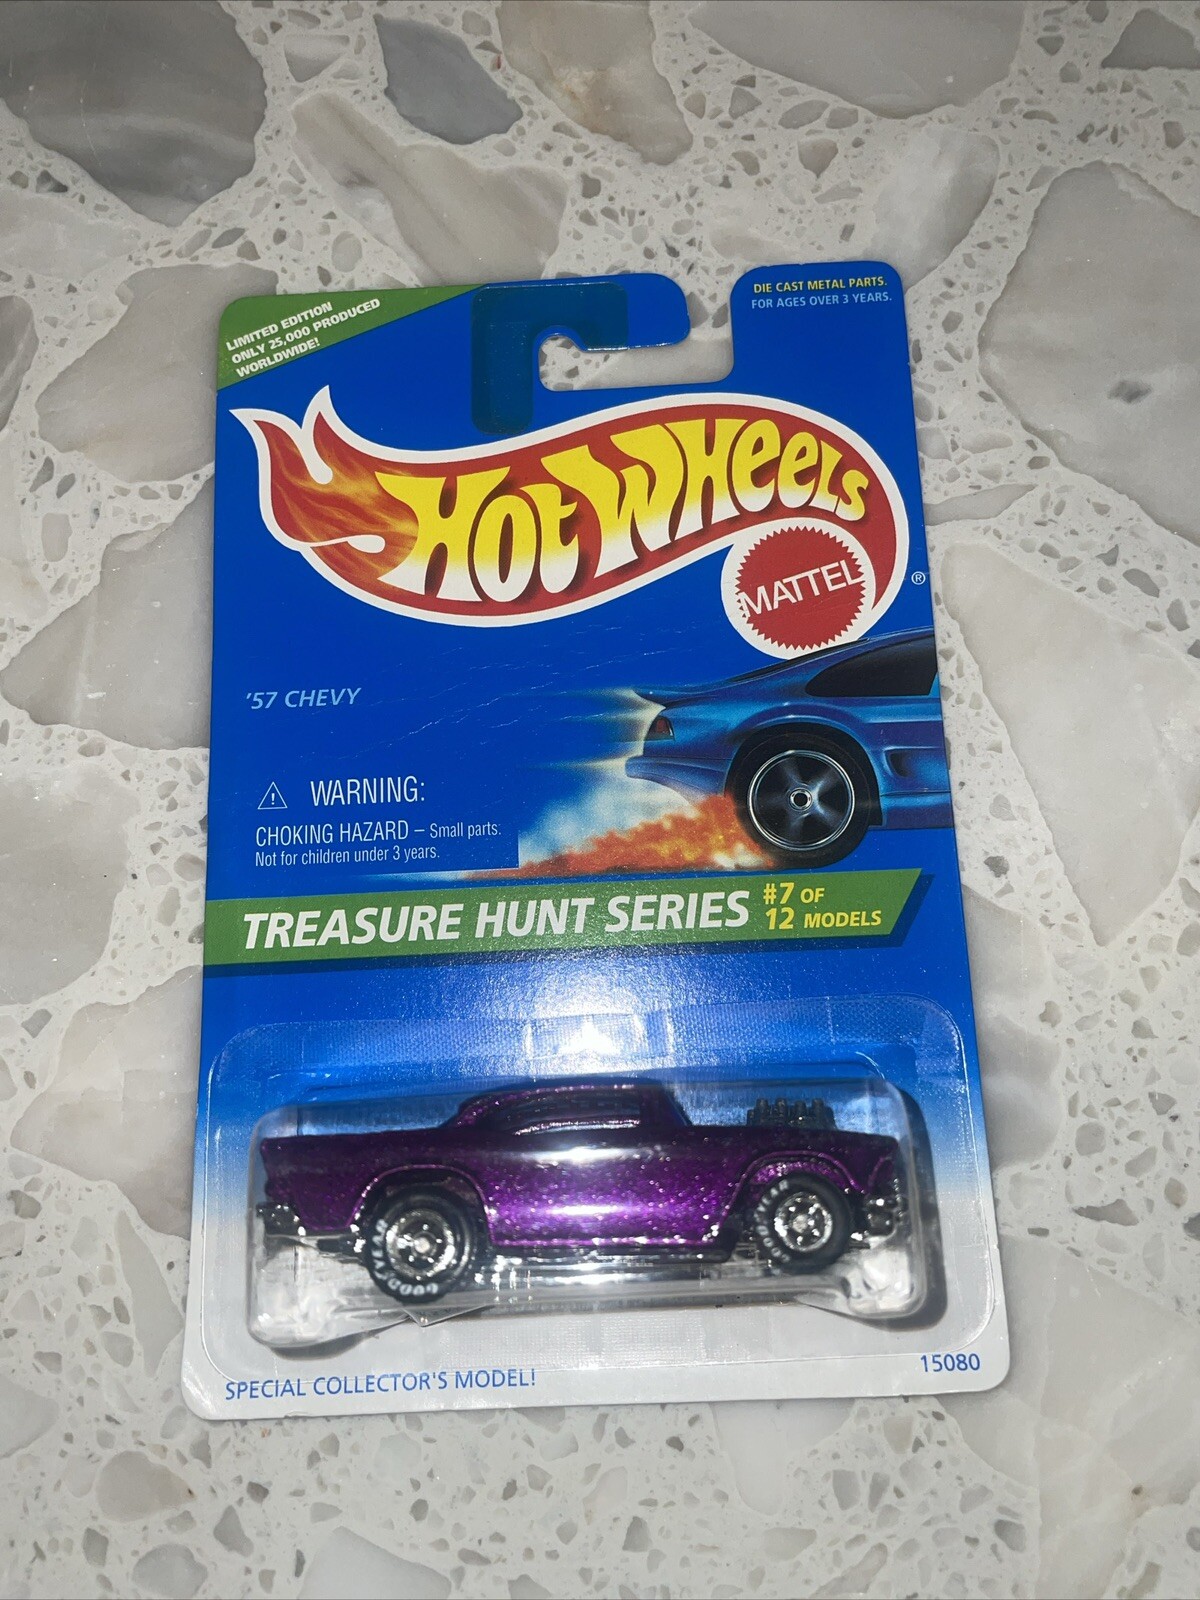 LIMITED EDITION
ONLY 25,000 PRODUCED
WORLDWIDE!
DIE CAST METAL PARTS.
FOR AGES OVER 3 YEARS.
HOT WHEELS
MATTEL
®
'57 CHEVY
WARNING:
CHOKING HAZARD – Small parts.
Not for children under 3 years.
TREASURE HUNT SERIES
#7 OF
12 MODELS
GOODYEAR
GOODYEAR
SPECIAL COLLECTOR'S MODEL!
15080